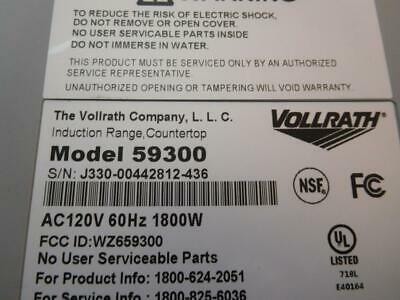 WARNING
TO REDUCE THE RISK OF ELECTRIC SHOCK,
DO NOT REMOVE OR OPEN COVER.
NO USER SERVICABLE PARTS INSIDE
DO NOT IMMERSE IN WATER.
THIS PRODUCT MUST BE SERVICED ONLY BY AN AUTHORIZED
SERVICE REPRESENTATIVE.
UNAUTHORIZED OPENING OR TAMPERING WILL VOID WARRANTY.
The Vollrath Company, L. L. C.
Induction Range,Countertop
VOLLRATH
Model 59300
S/N: J330-00442812-436
NSF
FC
AC120V 60Hz 1800W
FCC ID:WZ659300
No User Serviceable Parts
For Product Info: 1800-624-2051
For Service Info: 1800-825-6036
UL
LISTED
718L
E40164